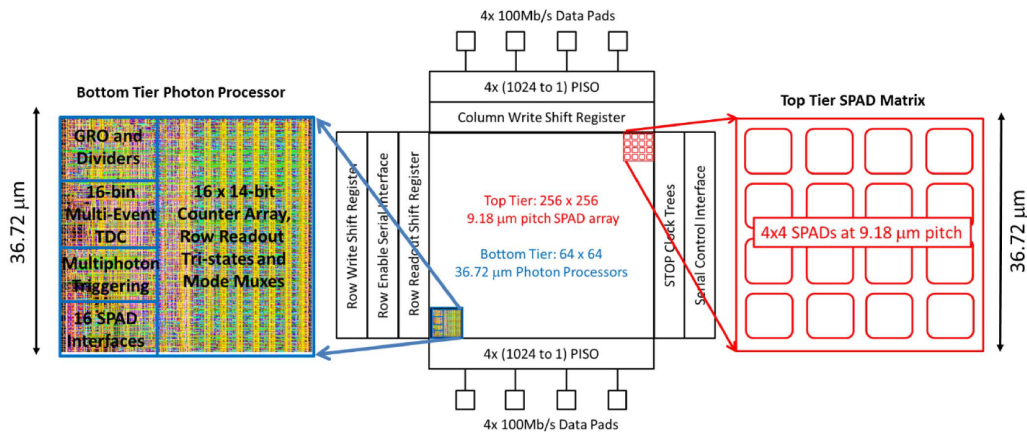 4x 100Mb/s Data Pads
4x (1024 to 1) PISO
Column Write Shift Register
Bottom Tier Photon Processor
36.72 µm
GRO and
Dividers
16-bin
Multi-Event
TDC
Multiphoton
Triggering
16 SPAD
Interfaces
16 x 14-bit
Counter Array,
Row Readout
Tri-states and
Mode Muxes
Row Write Shift Register
Row Enable Serial Interface
Row Readout Shift Register
Top Tier: 256 x 256
9.18 µm pitch SPAD array
Bottom Tier: 64 x 64
36.72 µm Photon Processors
STOP Clock Trees
Serial Control Interface
Top Tier SPAD Matrix
4x4 SPADs at 9.18 µm pitch
36.72 µm
4x (1024 to 1) PISO
4x 100Mb/s Data Pads